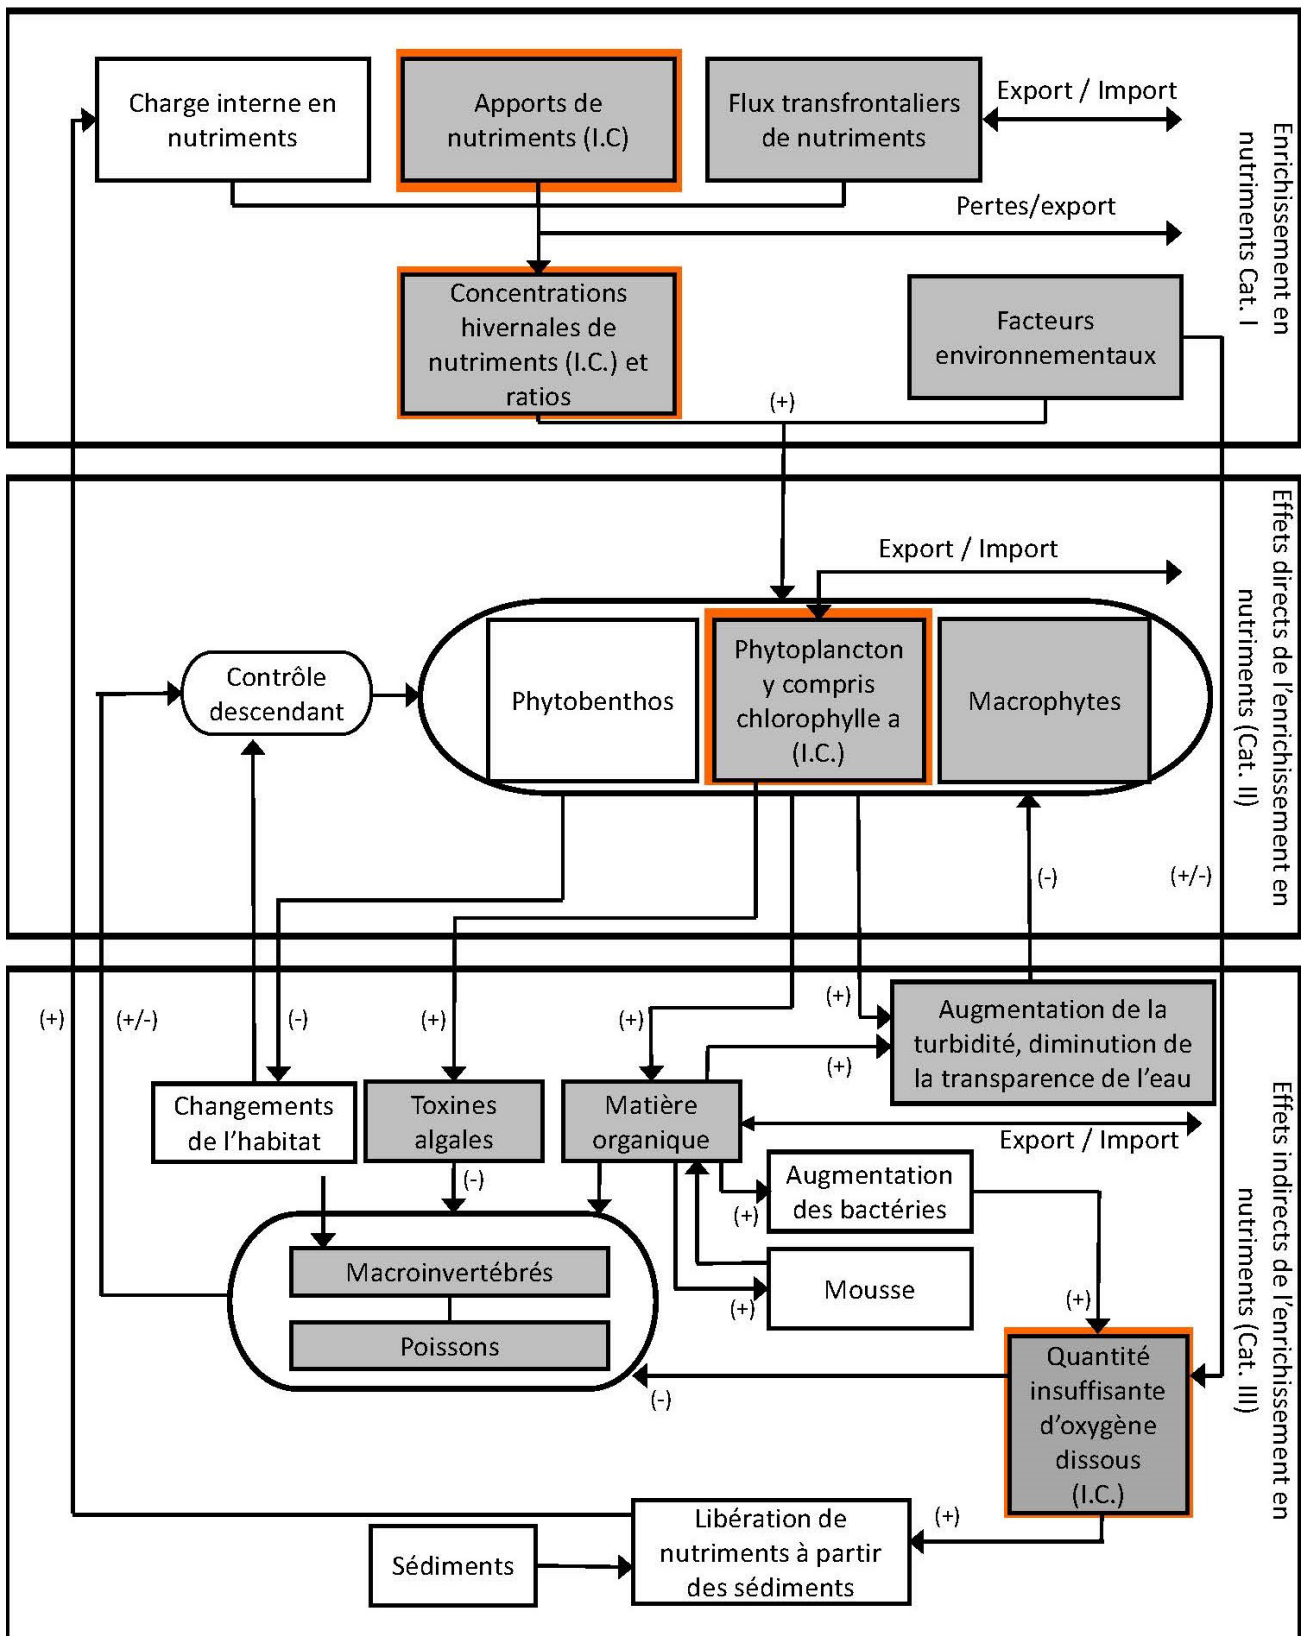 Charge interne en
nutriments
Apports de
nutriments (I.C)
Flux transfrontaliers
de nutriments
Export / Import
Pertes/export
Enrichissement en
nutriments Cat. I
Concentrations
hivernales de
nutriments (I.C.) et
ratios
Facteurs
environnementaux
(+)
Effets directs de l’enrichissement en
nutriments (Cat. II)
Export / Import
Contrôle
descendant
Phytobenthos
Phytoplancton
y compris
chlorophylle a
(I.C.)
Macrophytes
(-)
(+/-)
Effets indirects de l’enrichissement en
nutriments (Cat. III)
(+)
(+/-)
(-)
(+)
(+)
(+)
(+)
Augmentation de la
turbidité, diminution de
la transparence de l’eau
Changements
de l’habitat
Toxines
algales
Matière
organique
Export / Import
(-)
(+)
Augmentation
des bactéries
Macroinvertébrés
Poissons
(+)
Mousse
(+)
(-)
Quantité
insuffisante
d’oxygène
dissous
(I.C.)
(+)
Sédiments
Libération de
nutriments à partir
des sédiments